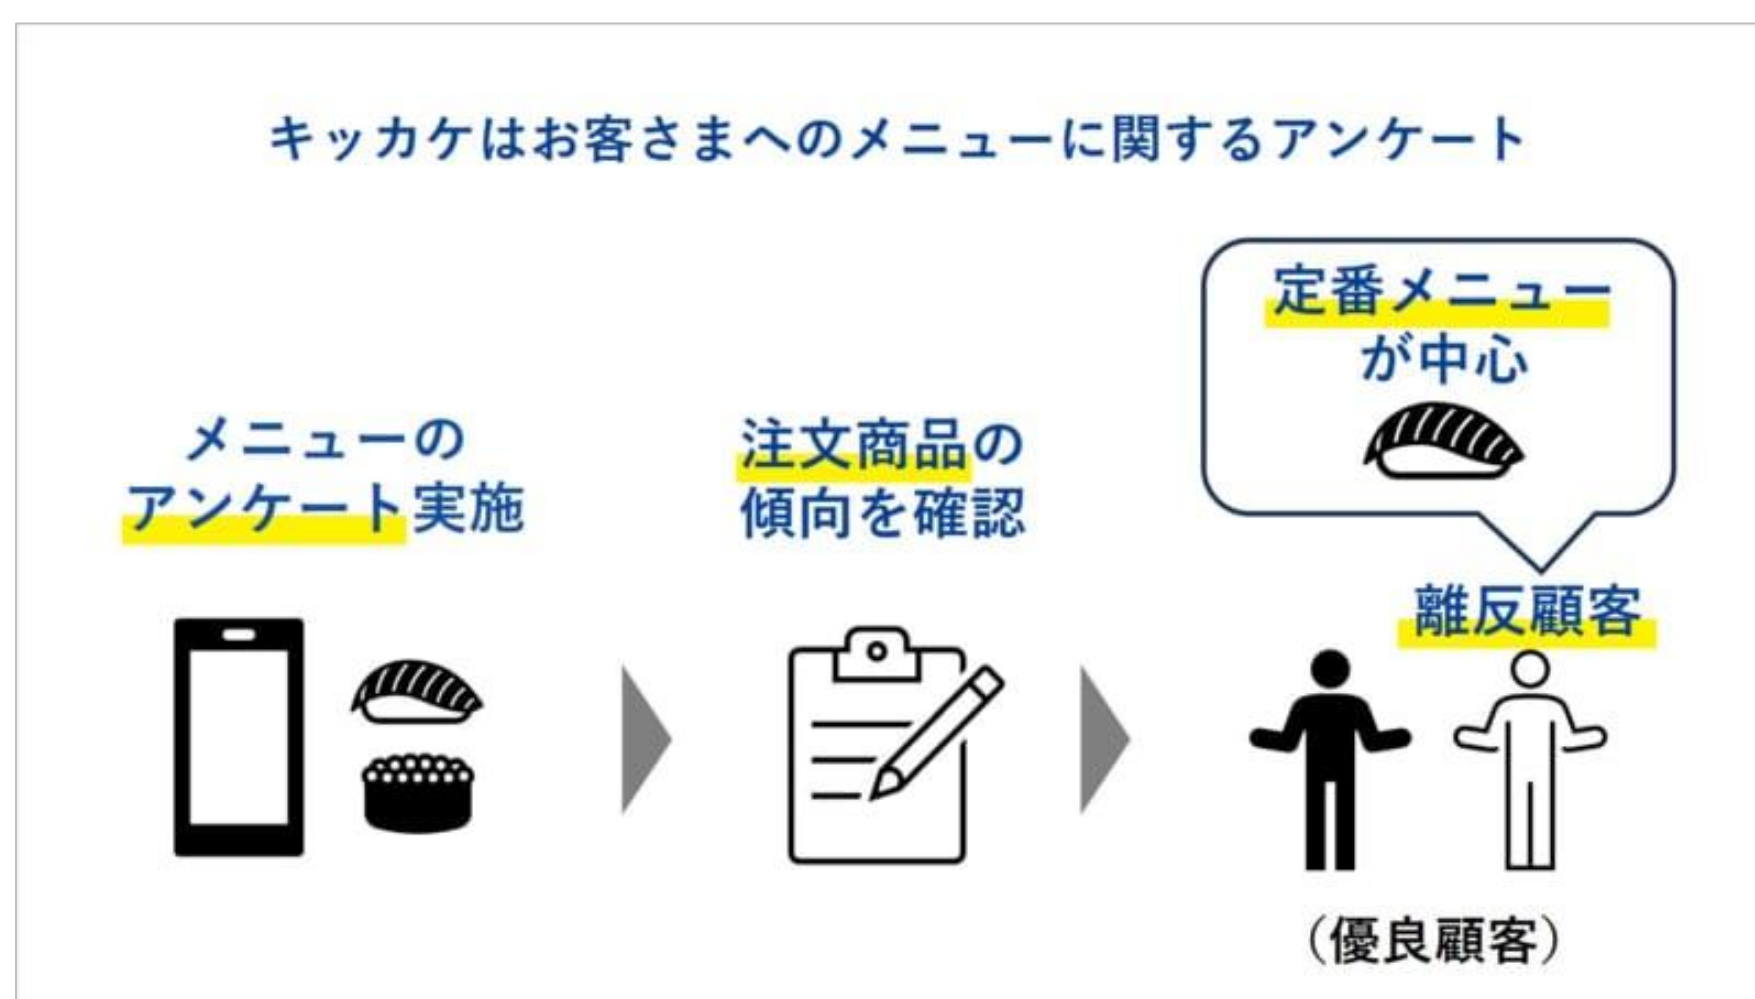 キッカケはお客さまへのメニューに関するアンケート
メニューの
アンケート実施
注文商品の
傾向を確認
定番メニュー
が中心
離反顧客
（優良顧客）